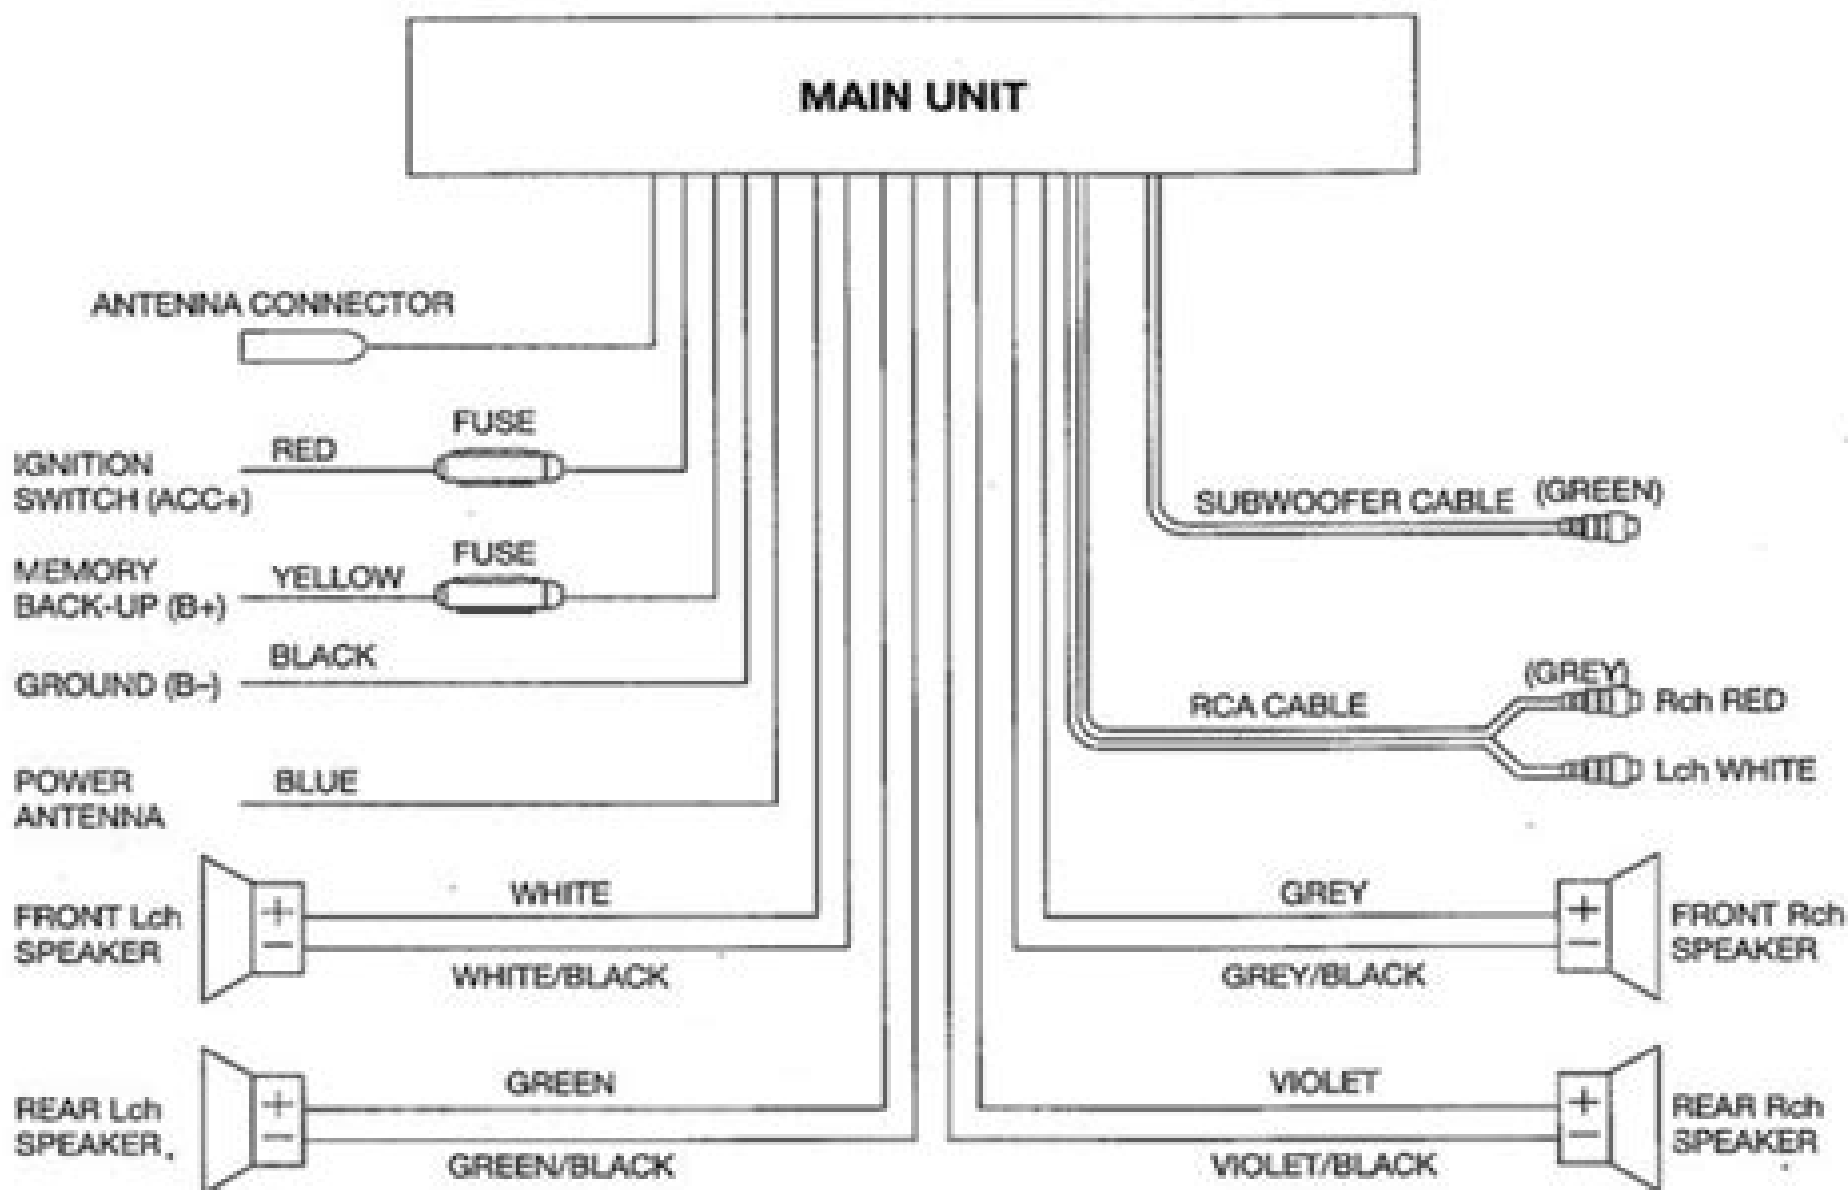 MAIN UNIT
ANTENNA CONNECTOR
FUSE
RED
IGNITION
SWITCH (ACC+)
FUSE
YELLOW
MEMORY
BACK-UP (B+)
BLACK
GROUND (B-)
BLUE
POWER
ANTENNA
WHITE
+
FRONT Lch
SPEAKER
−
WHITE/BLACK
GREEN
+
REAR Lch
SPEAKER
−
GREEN/BLACK
SUBWOOFER CABLE (GREEN)
(GREY)
RCA CABLE
Rch RED
Lch WHITE
GREY
+
FRONT Rch
SPEAKER
−
GREY/BLACK
VIOLET
+
REAR Rch
SPEAKER
−
VIOLET/BLACK